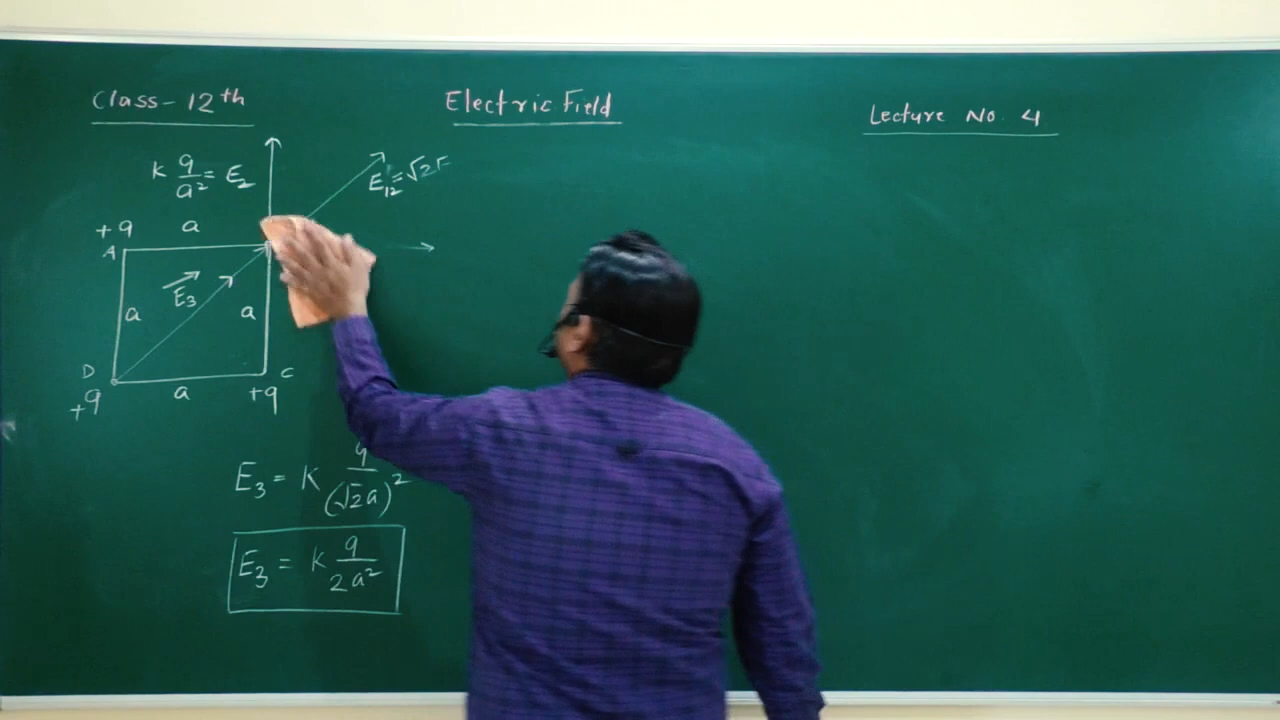 Class-12th
Electric Field
Lecture No. 4
K q/a² = E₂
E₁₂ = √2
+q
a
A
E₃
a
a
D
C
+q
a
+q
E₃ = K q/(√2a)²
E₃ = K q/2a²